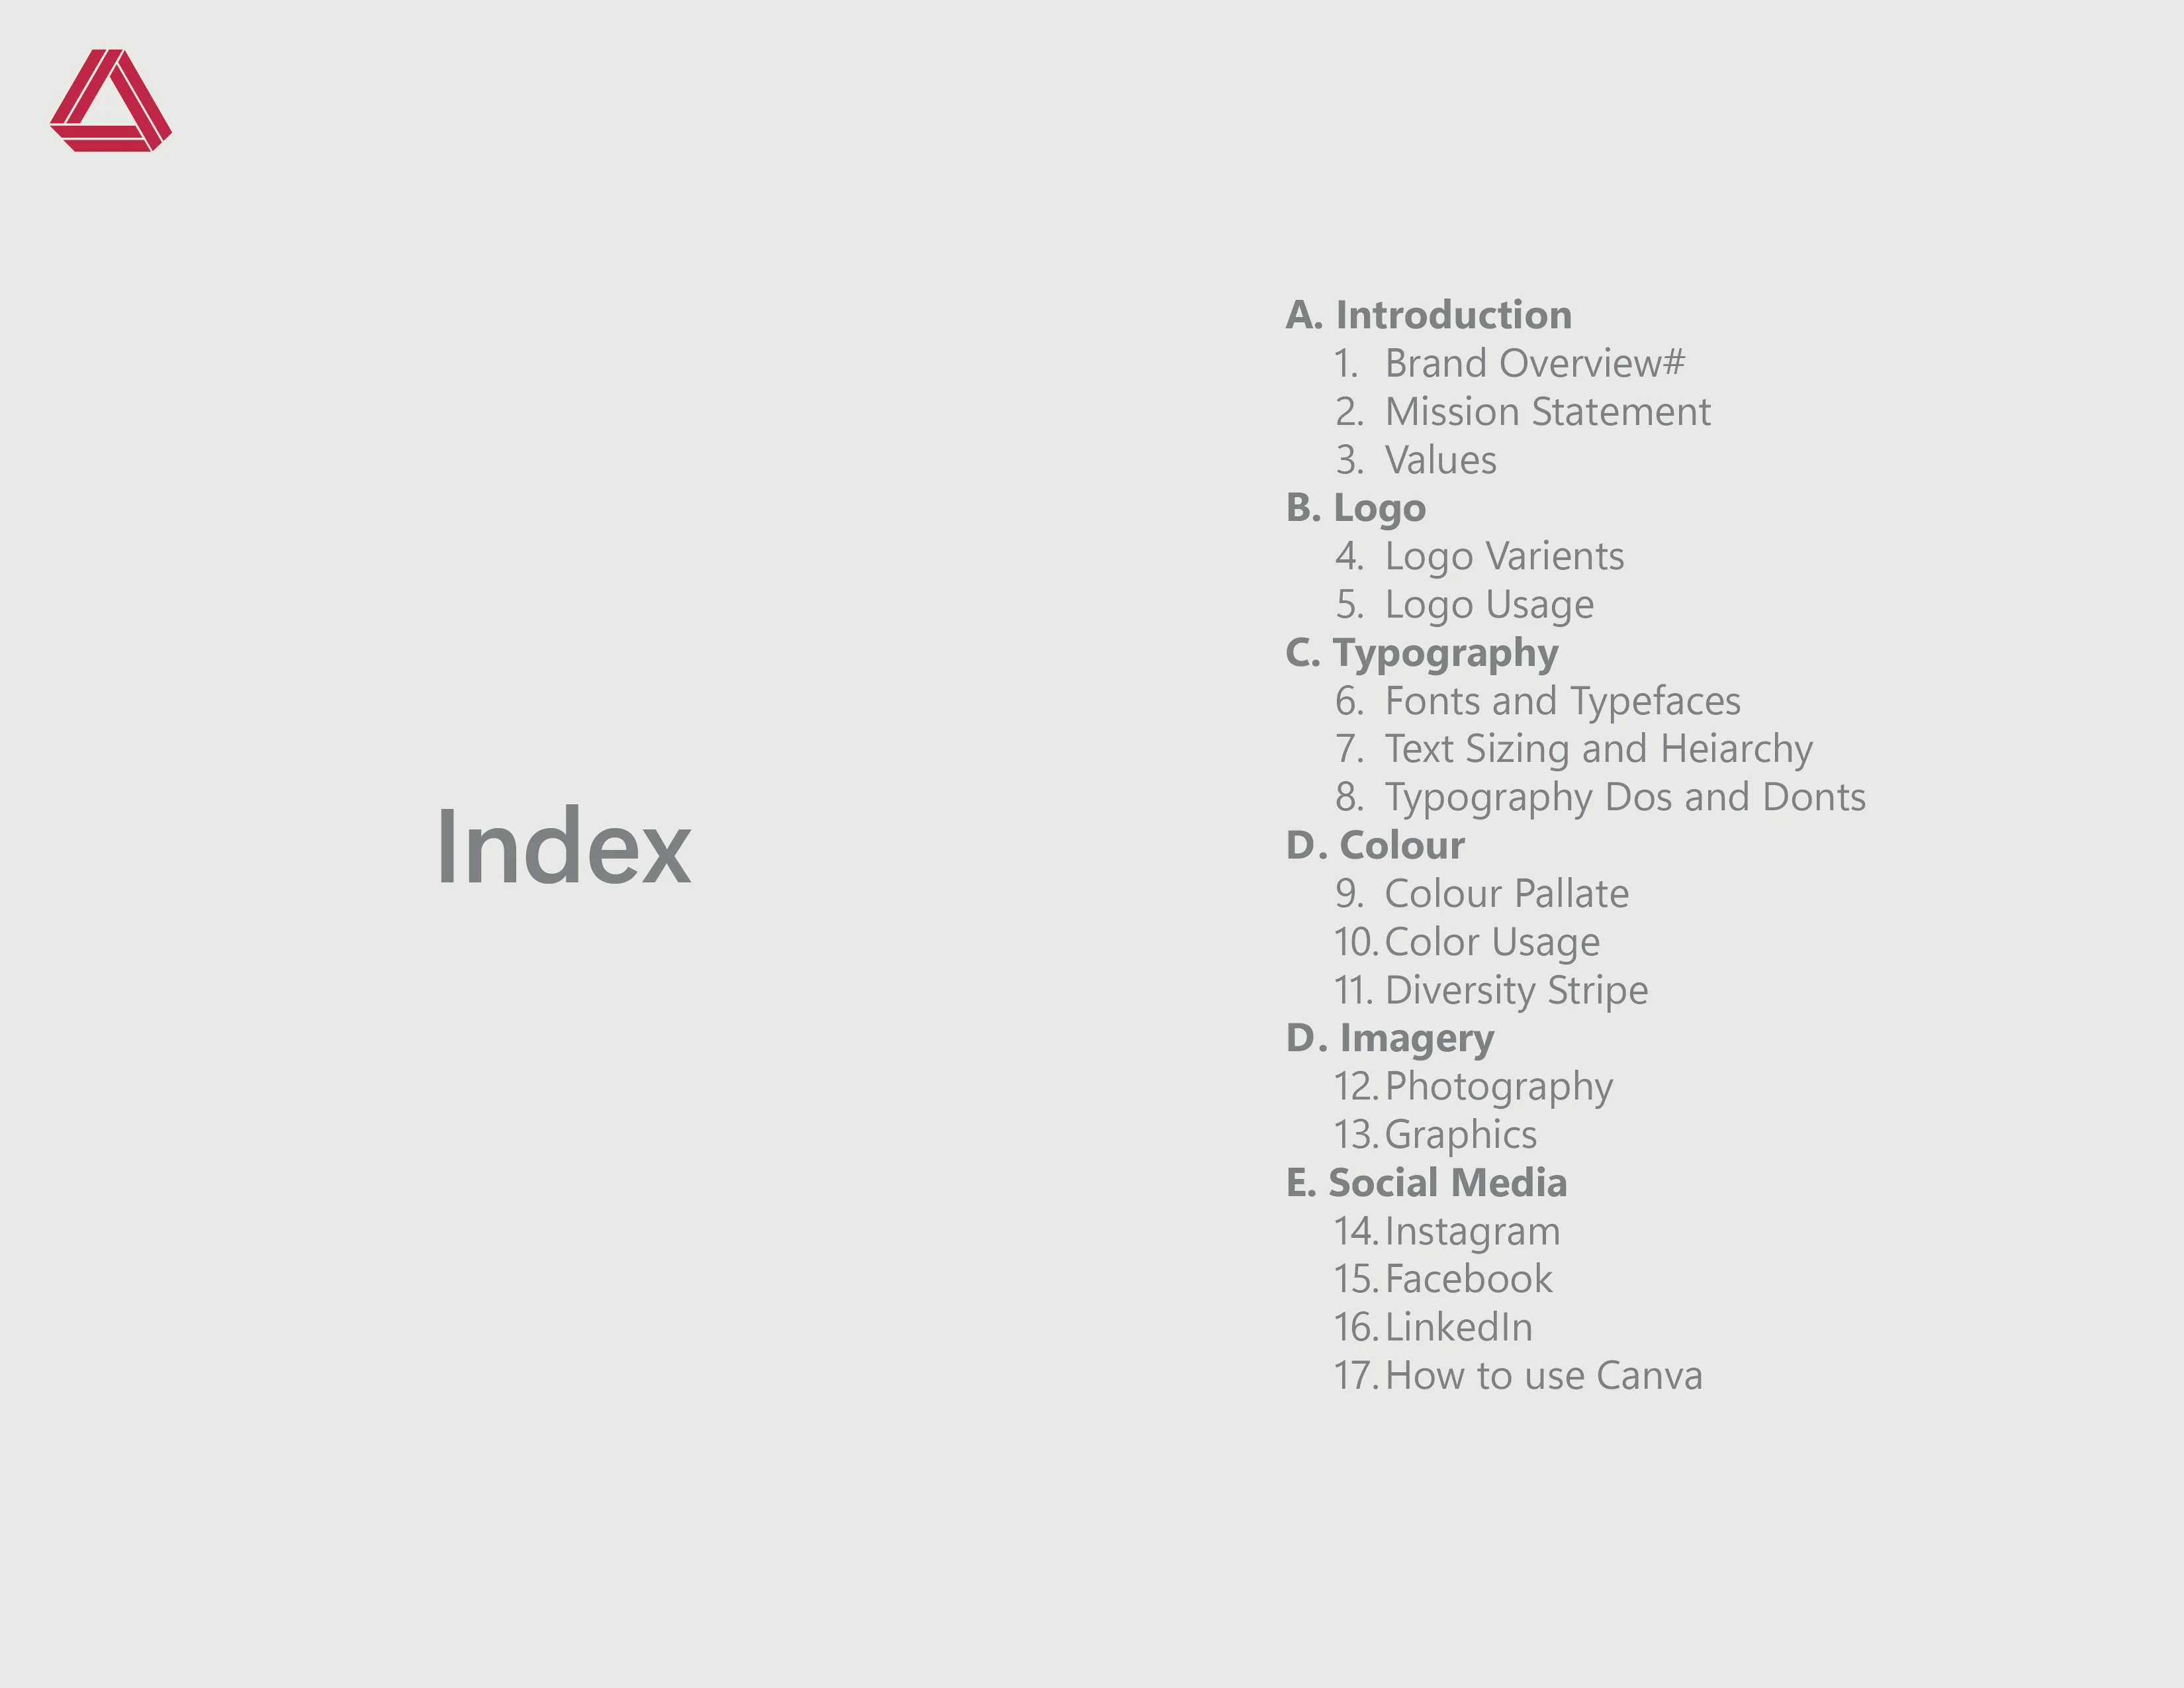 Index
A. Introduction
1. Brand Overview#
2. Mission Statement
3. Values
B. Logo
4. Logo Varients
5. Logo Usage
C. Typography
6. Fonts and Typefaces
7. Text Sizing and Heiarchy
8. Typography Dos and Donts
D. Colour
9. Colour Pallate
10. Color Usage
11. Diversity Stripe
D. Imagery
12. Photography
13. Graphics
E. Social Media
14. Instagram
15. Facebook
16. LinkedIn
17. How to use Canva